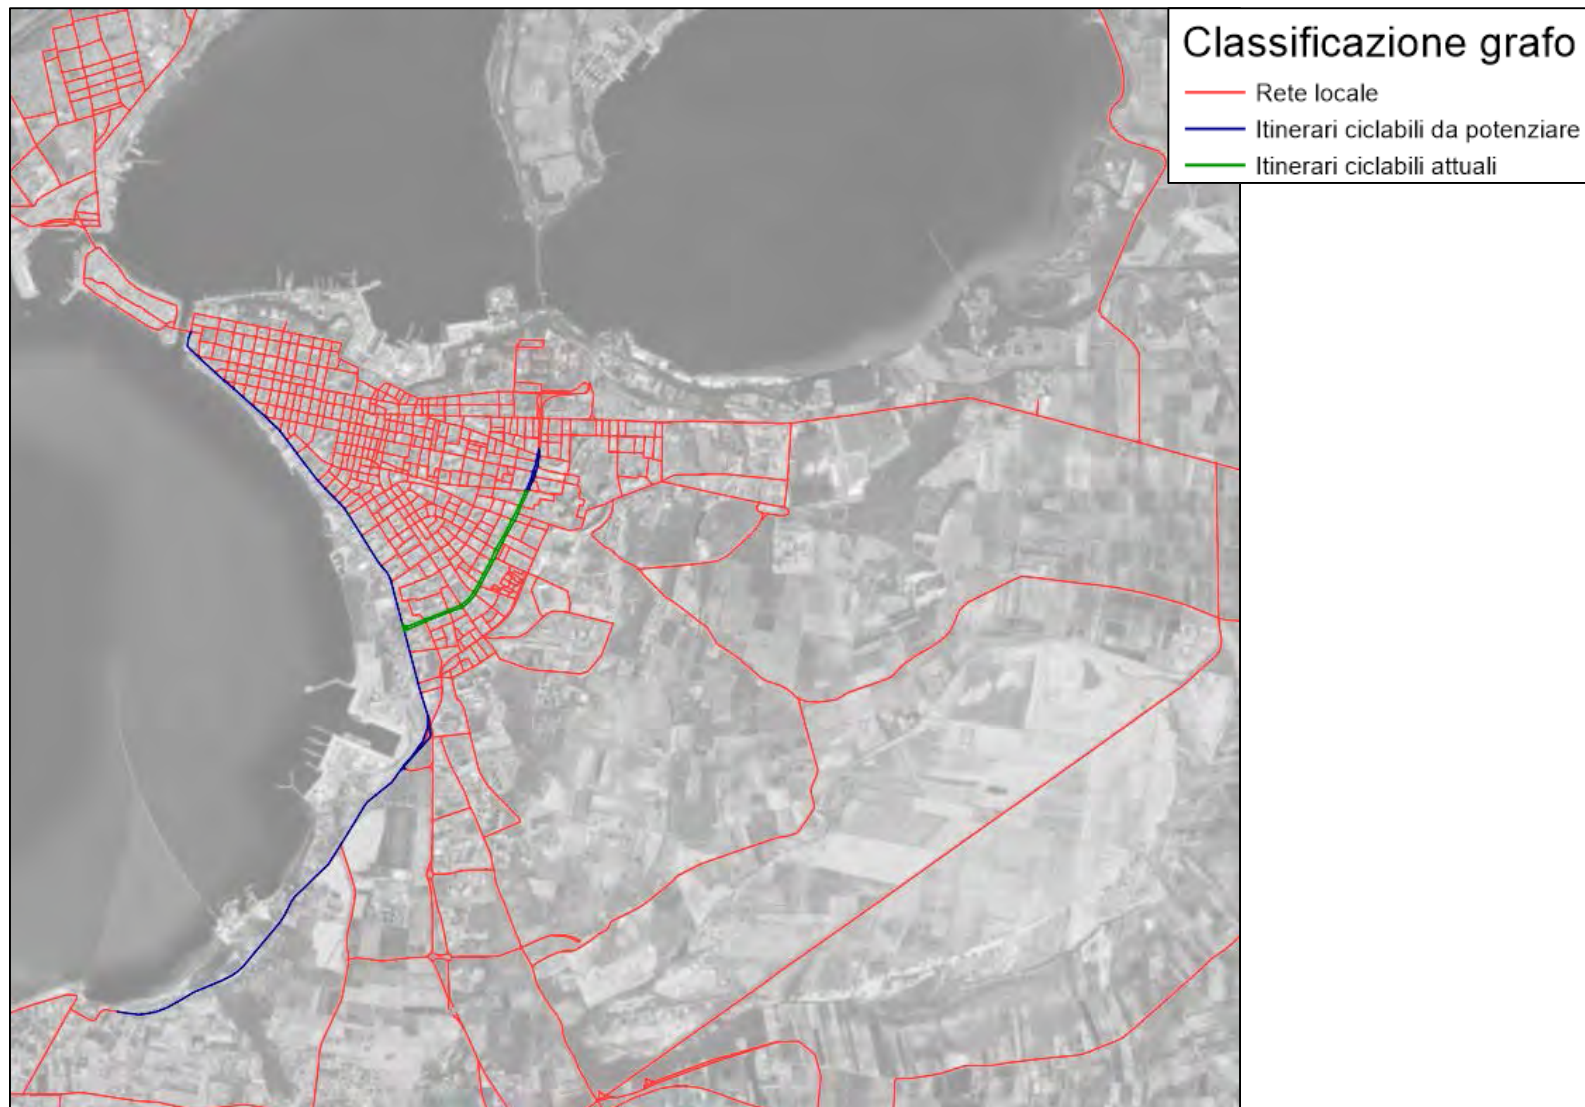 Classificazione grafo
Rete locale
Itinerari ciclabili da potenziare
Itinerari ciclabili attuali